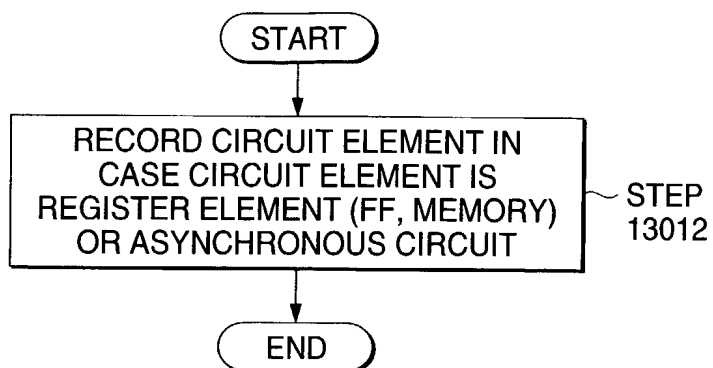 START
RECORD CIRCUIT ELEMENT IN
CASE CIRCUIT ELEMENT IS
REGISTER ELEMENT (FF, MEMORY)
OR ASYNCHRONOUS CIRCUIT
STEP
13012
END